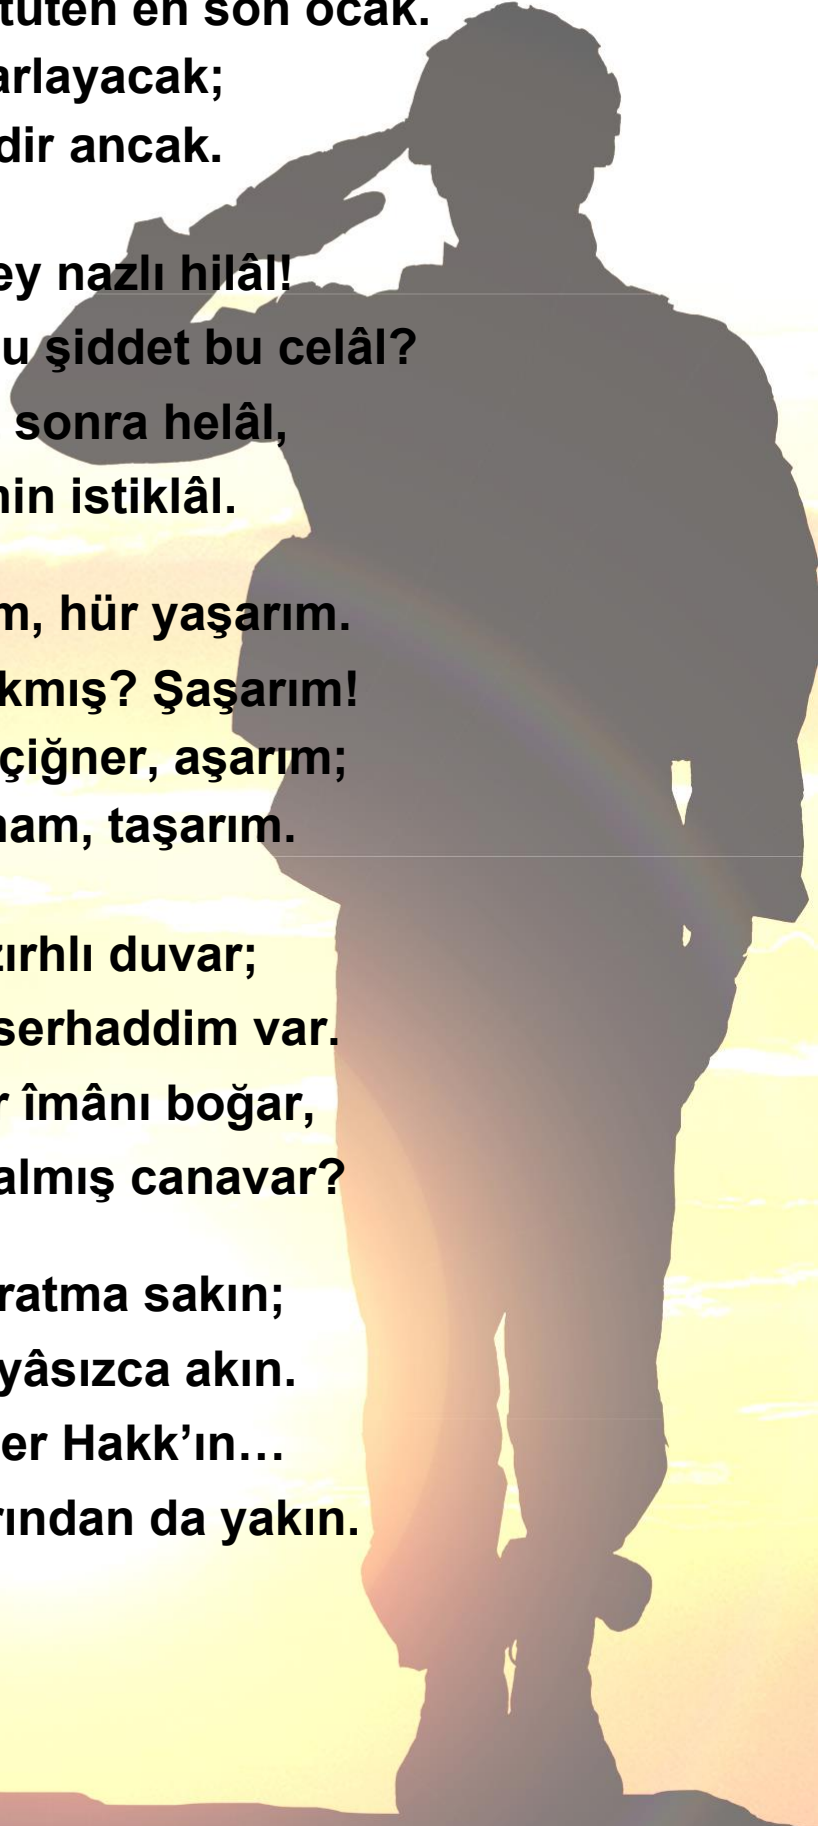 tüten en son ocak.
arlayacak;
dir ancak.
ey nazlı hilâl!
u şiddet bu celâl?
sonra helâl,
nin istiklâl.
m, hür yaşarım.
kmış? Şaşarım!
çiğner, aşarım;
mam, taşarım.
zırhlı duvar;
serhaddim var.
r îmânı boğar,
almış canavar?
ratma sakın;
yâsızca akın.
er Hakk’ın…
rından da yakın.